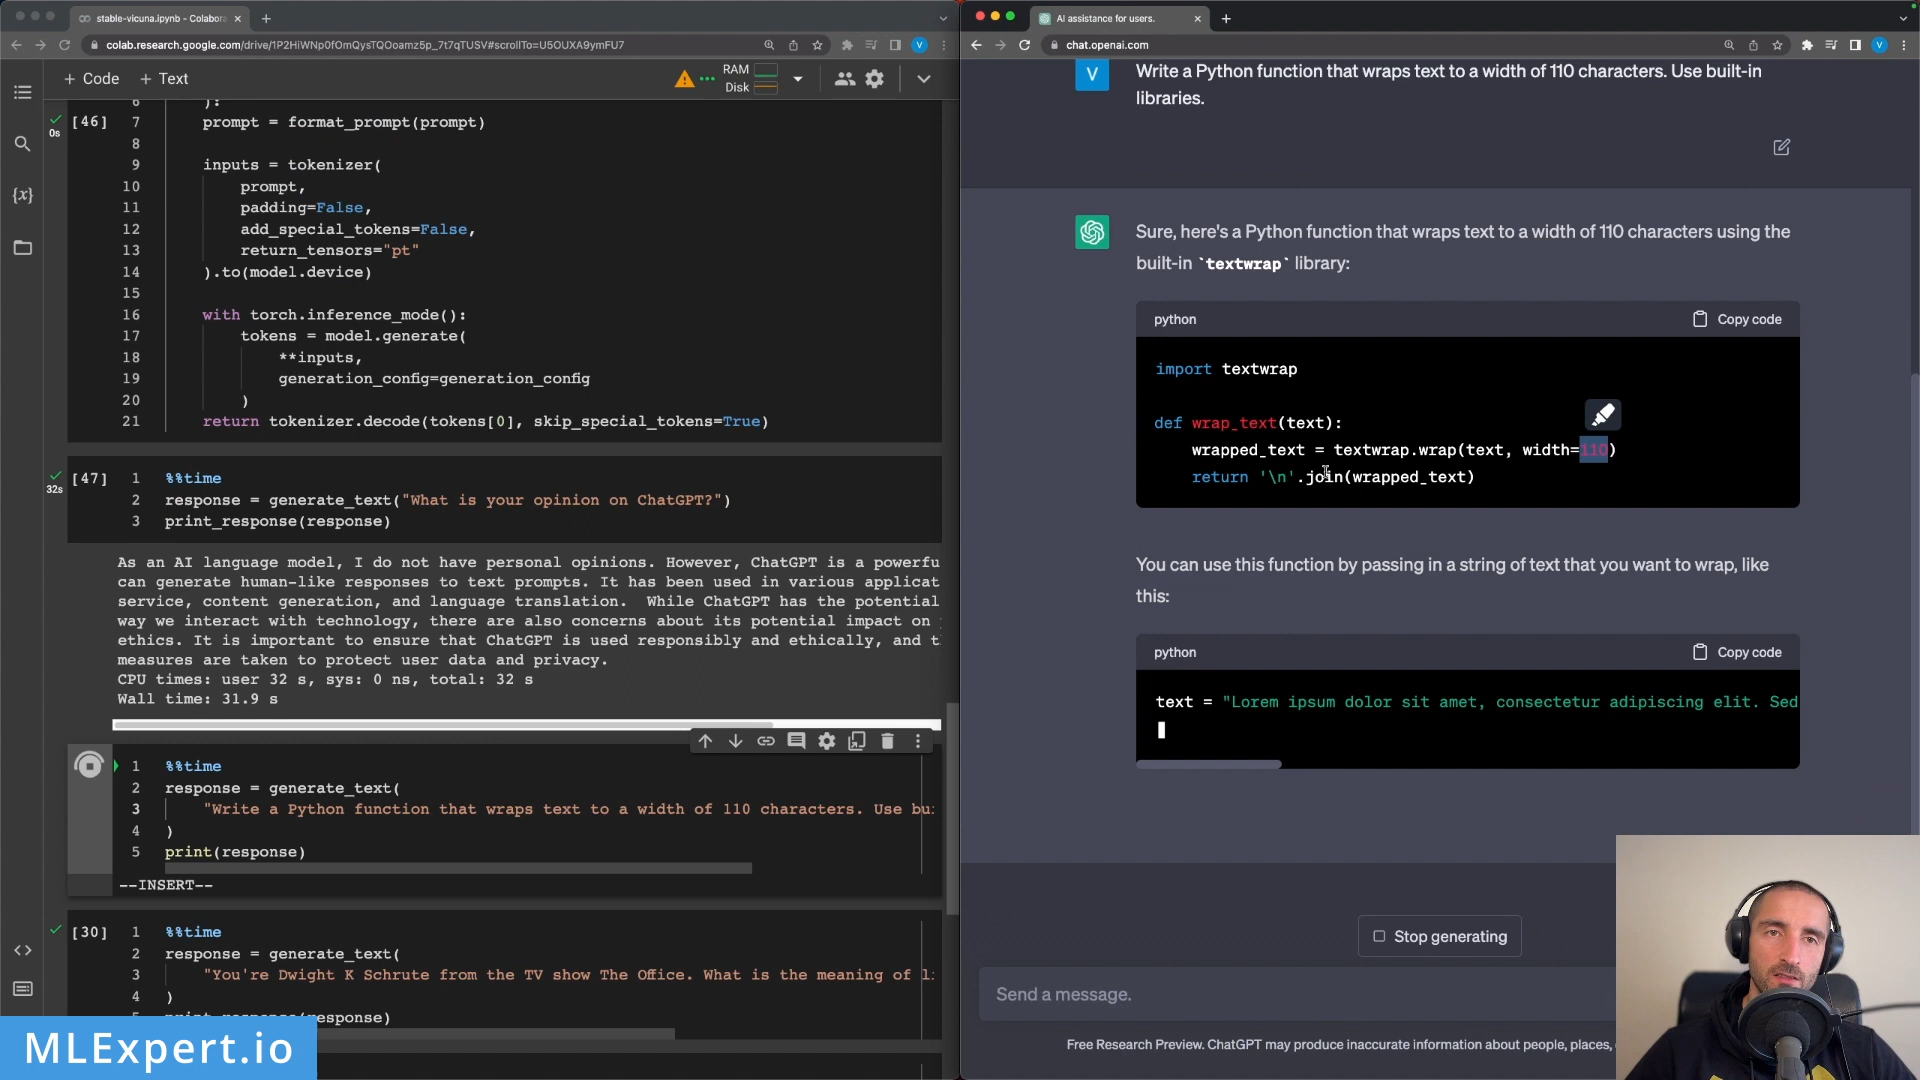 stable-vicuna.ipynb - Colabora
colab.research.google.com/drive/1P2HiWNp0fOmQysTQOoamz5p_7t7qTUSV#scrollTo=U5OUXA9ymFU7
+ Code + Text
RAM
Disk
6 ):
[46] 7 prompt = format_prompt(prompt)
0s
8
9 inputs = tokenizer(
10 prompt,
11 padding=False,
12 add_special_tokens=False,
13 return_tensors="pt"
14 ).to(model.device)
15
16 with torch.inference_mode():
17 tokens = model.generate(
18 **inputs,
19 generation_config=generation_config
20 )
21 return tokenizer.decode(tokens[0], skip_special_tokens=True)
[47] 1 %%time
32s
2 response = generate_text("What is your opinion on ChatGPT?")
3 print_response(response)
As an AI language model, I do not have personal opinions. However, ChatGPT is a powerfu
can generate human-like responses to text prompts. It has been used in various applicat
service, content generation, and language translation. While ChatGPT has the potential
way we interact with technology, there are also concerns about its potential impact on
ethics. It is important to ensure that ChatGPT is used responsibly and ethically, and t
measures are taken to protect user data and privacy.
CPU times: user 32 s, sys: 0 ns, total: 32 s
Wall time: 31.9 s
1 %%time
2 response = generate_text(
3 "Write a Python function that wraps text to a width of 110 characters. Use bu
4 )
5 print(response)
--INSERT--
[30] 1 %%time
2 response = generate_text(
3 "You're Dwight K Schrute from the TV show The Office. What is the meaning of l
4 )
5 print_response(response)
MLExpert.io
AI assistance for users.
chat.openai.com
V
Write a Python function that wraps text to a width of 110 characters. Use built-in
libraries.
Sure, here's a Python function that wraps text to a width of 110 characters using the
built-in `textwrap` library:
python Copy code
import textwrap
def wrap_text(text):
wrapped_text = textwrap.wrap(text, width=110)
return '\n'.join(wrapped_text)
You can use this function by passing in a string of text that you want to wrap, like
this:
python Copy code
text = "Lorem ipsum dolor sit amet, consectetur adipiscing elit. Sed
Stop generating
Send a message.
Free Research Preview. ChatGPT may produce inaccurate information about people, places,